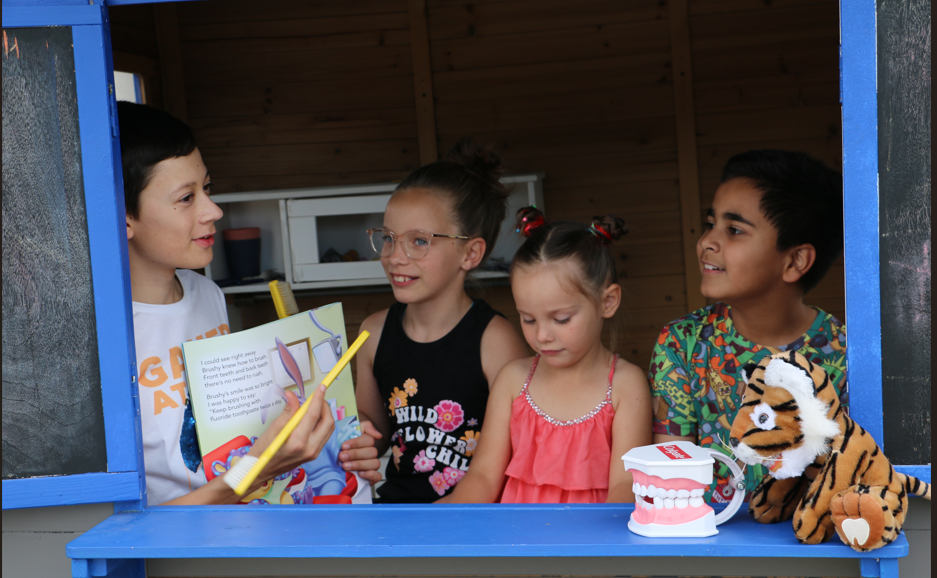 I could see right away
Brushy knew how to brush.
Front teeth and back teeth
there's no need to rush.
Brushy's smile was so bright
I was happy to say:
"Keep brushing with
fluoride toothpaste twice a day
WILD
FLOWER
CHILD
Colgate